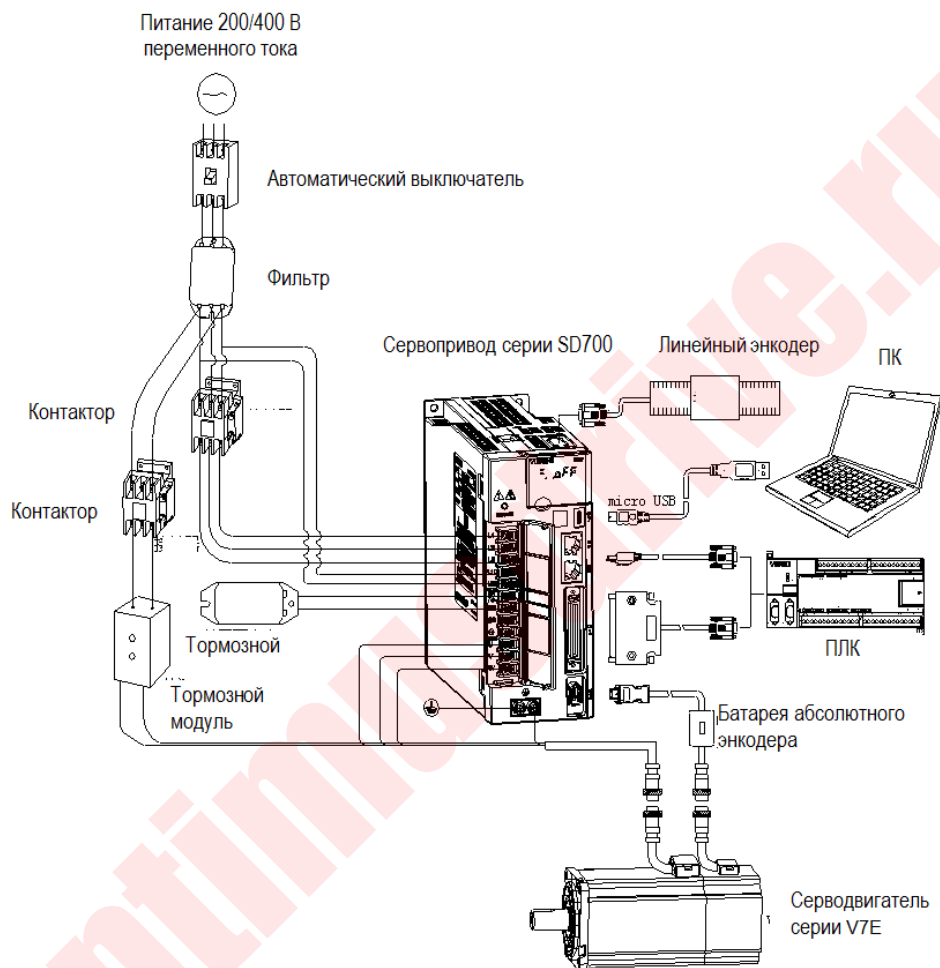 Питание 200/400 В
переменного тока
Автоматический выключатель
Фильтр
Сервопривод серии SD700
Линейный энкодер
ПК
Контактор
Контактор
micro USB
Тормозной
ПЛК
Тормозной
модуль
Батарея абсолютного
энкодера
Серводвигатель
серии V7E